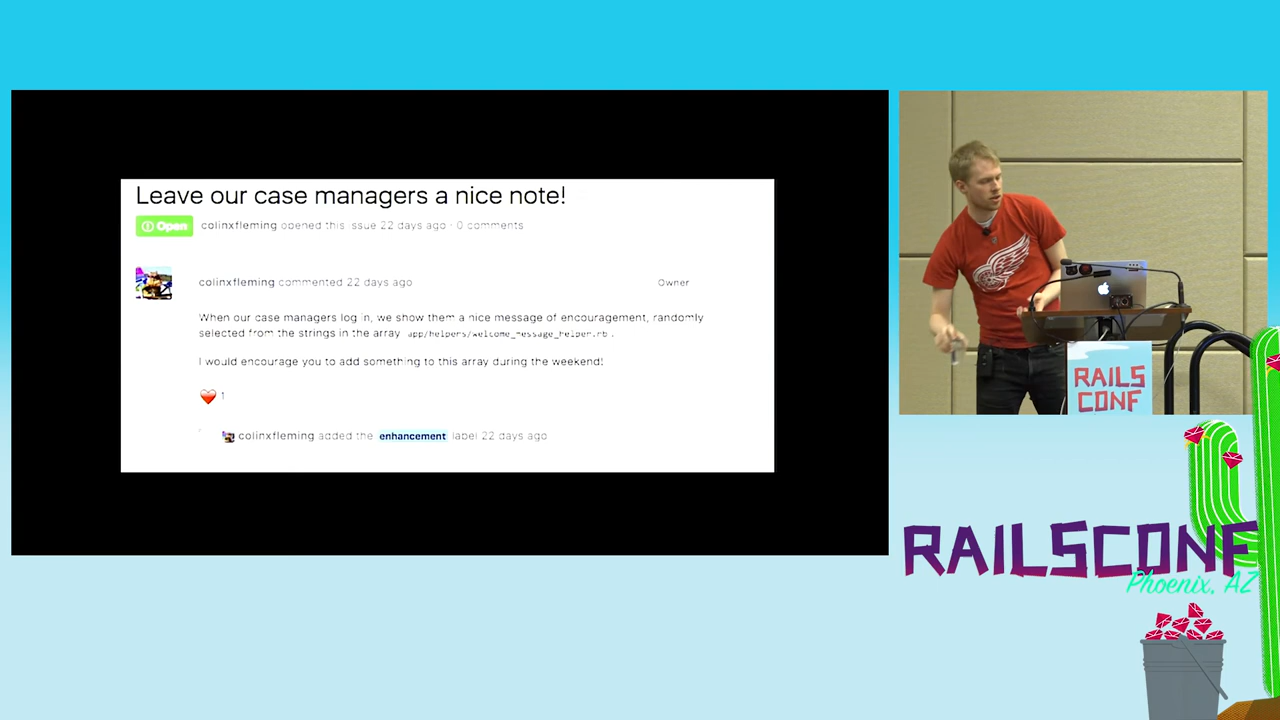 Leave our case managers a nice note!
Open
colinxfleming opened this issue 22 days ago · 0 comments
colinxfleming commented 22 days ago
Owner
When our case managers log in, we show them a nice message of encouragement, randomly
selected from the strings in the array app/helpers/welcome_message_helper.rb .
I would encourage you to add something to this array during the weekend!
1
colinxfleming added the enhancement label 22 days ago
RAILS
CONF
RAILSCONF
Phoenix, AZ